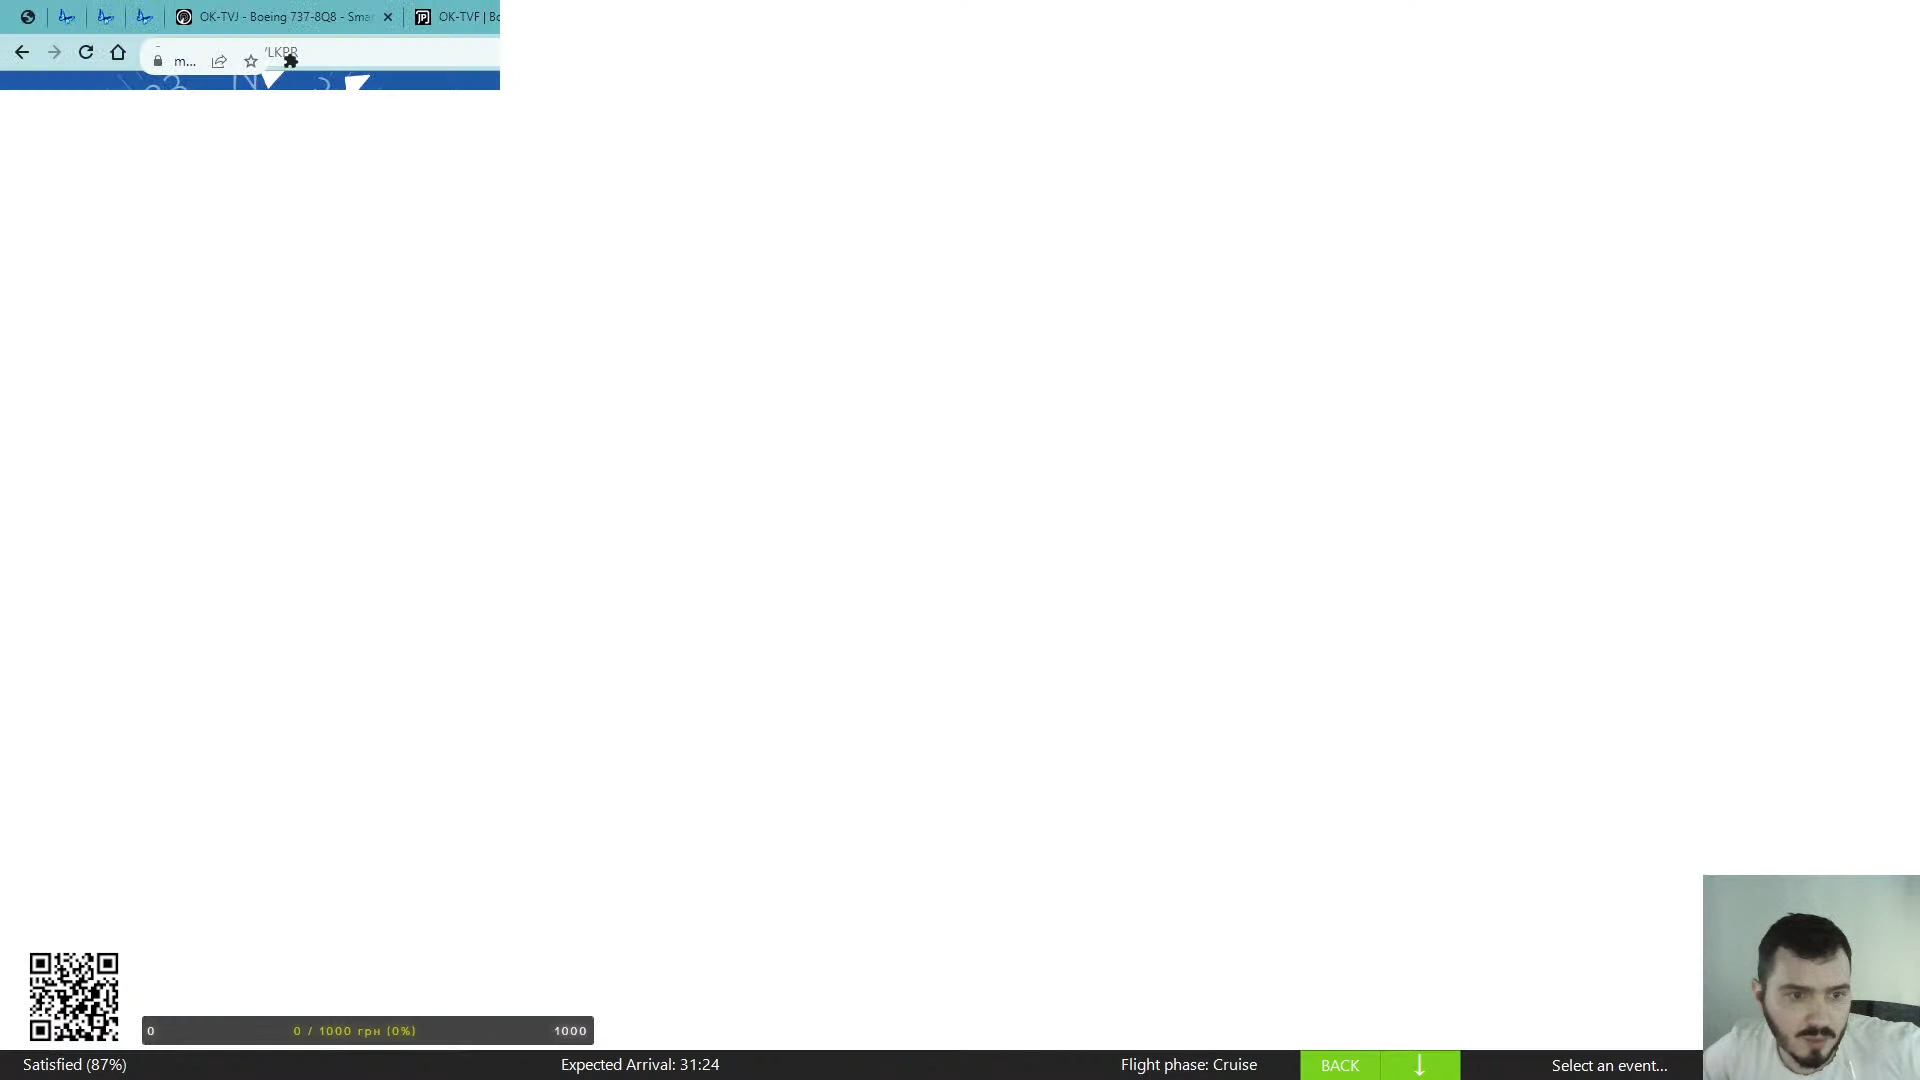 OK-TVJ - Boeing 737-8Q8 - Smar
OK-TVF | Bo
m...
/LKPR
0
0 / 1000 грн (0%)
1000
Satisfied (87%)
Expected Arrival: 31:24
Flight phase: Cruise
BACK
Select an event...